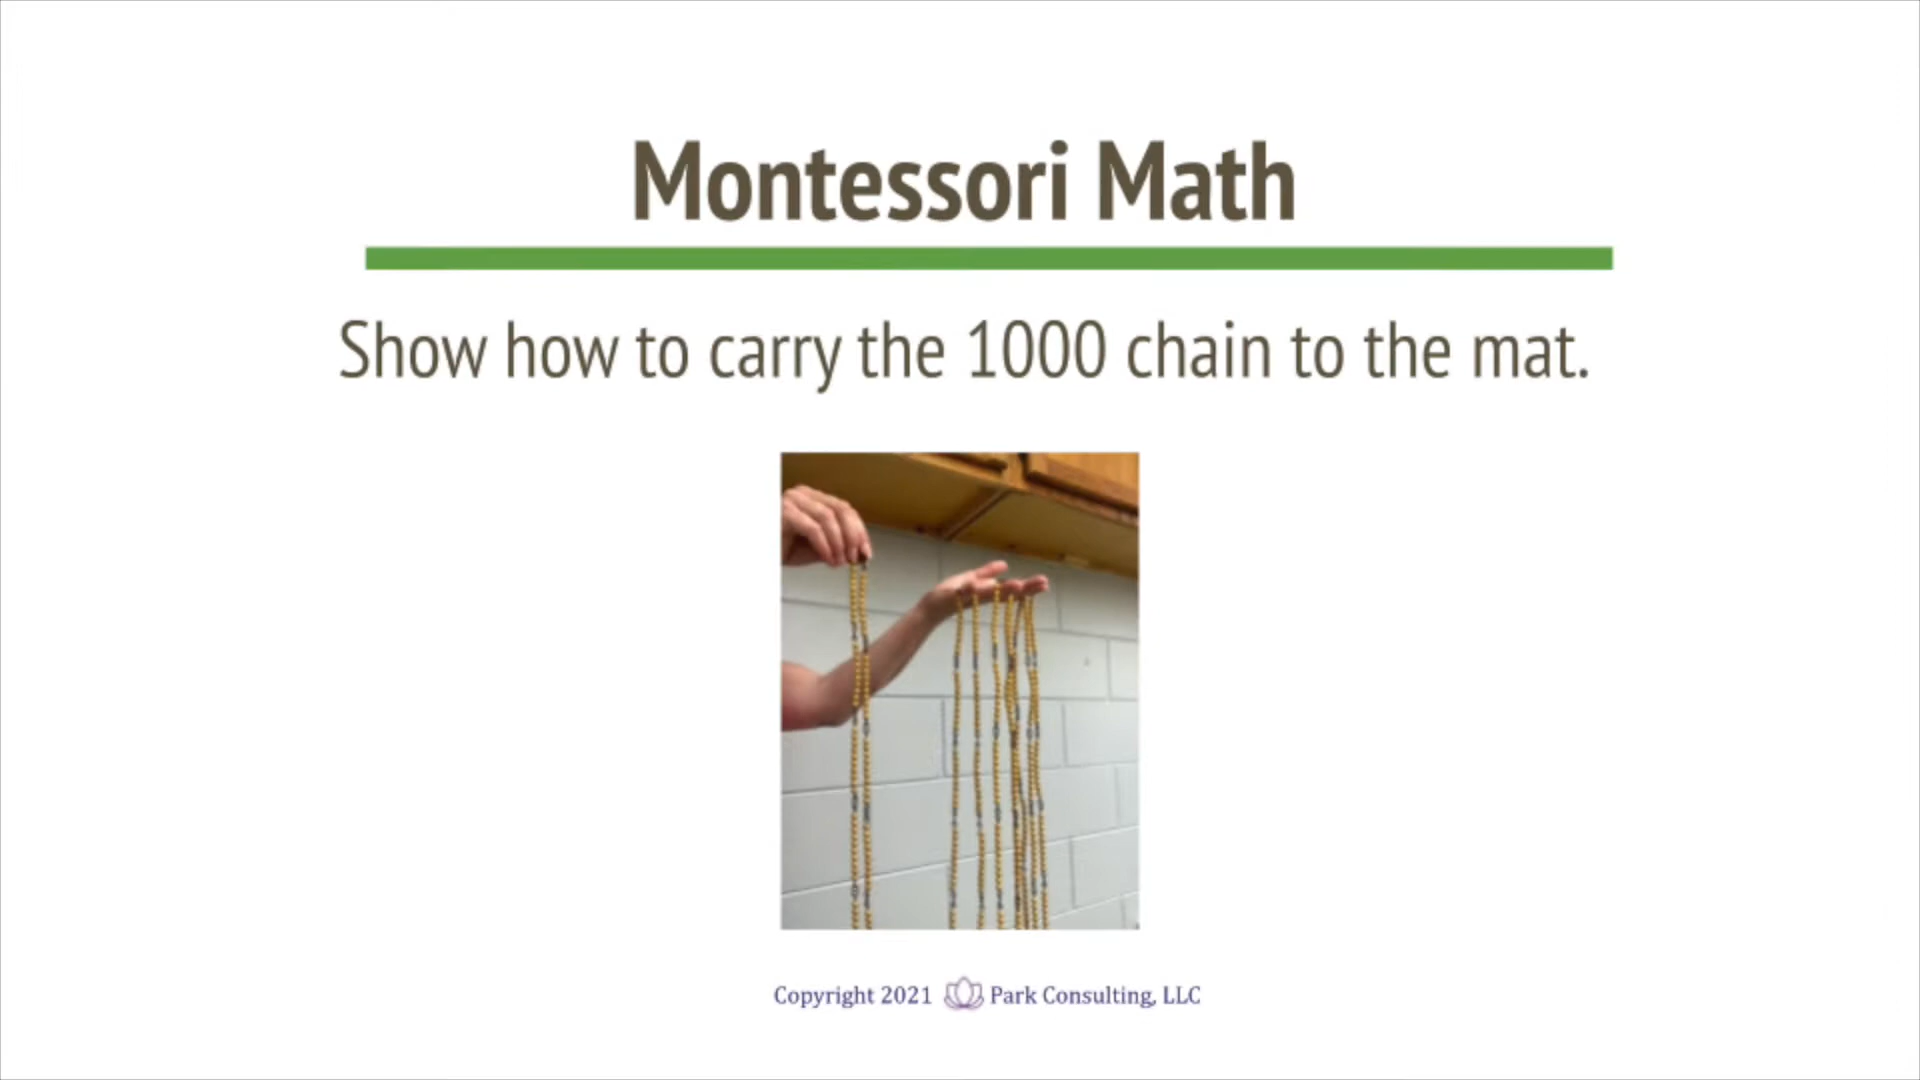 Montessori Math
Show how to carry the 1000 chain to the mat.
Copyright 2021 Park Consulting, LLC